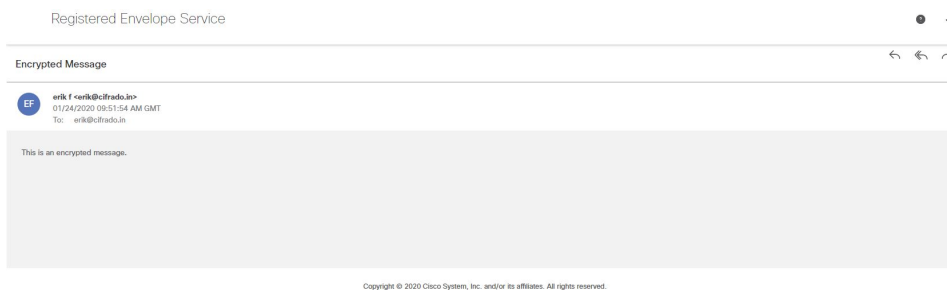 Registered Envelope Service
?
Encrypted Message
EF
erik f <erik@cifrado.in>
01/24/2020 09:51:54 AM GMT
To: erik@cifrado.in
This is an encrypted message.
Copyright © 2020 Cisco System, Inc. and/or its affiliates. All rights reserved.